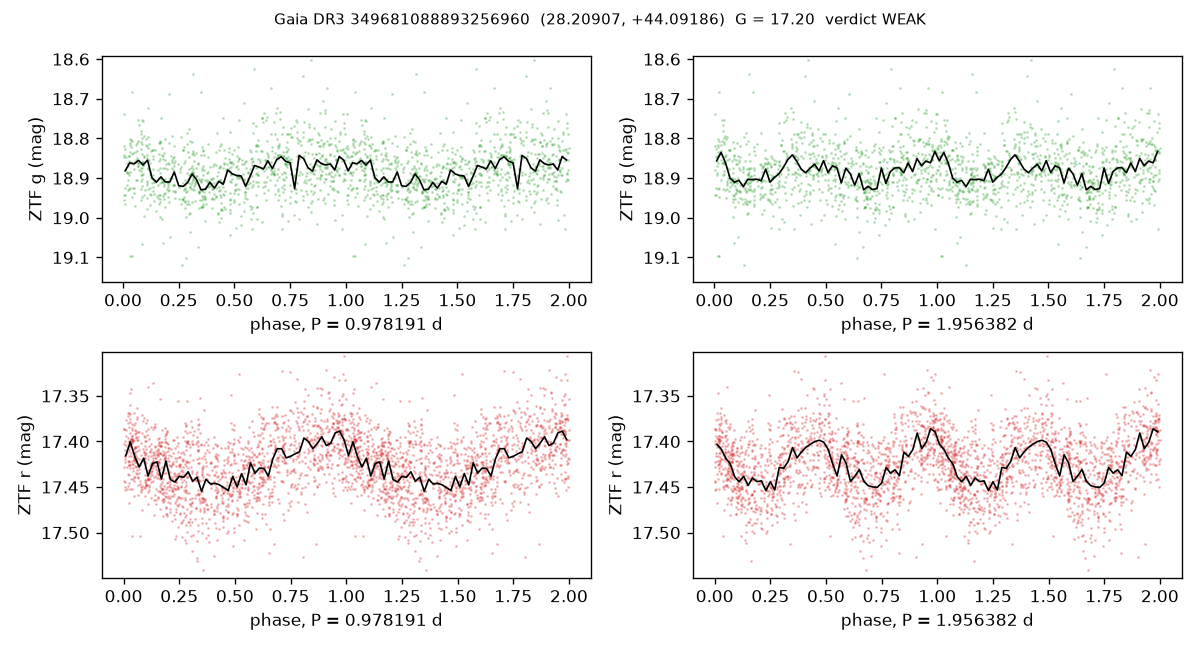 Gaia DR3 349681088893256960 (28.20907, +44.09186) G = 17.20 verdict WEAK
18.6
18.7
18.8
18.9
19.0
19.1
ZTF g (mag)
0.00 0.25 0.50 0.75 1.00 1.25 1.50 1.75 2.00
phase, P = 0.978191 d
18.6
18.7
18.8
18.9
19.0
19.1
ZTF g (mag)
0.00 0.25 0.50 0.75 1.00 1.25 1.50 1.75 2.00
phase, P = 1.956382 d
17.35
17.40
17.45
17.50
ZTF r (mag)
0.00 0.25 0.50 0.75 1.00 1.25 1.50 1.75 2.00
phase, P = 0.978191 d
17.35
17.40
17.45
17.50
ZTF r (mag)
0.00 0.25 0.50 0.75 1.00 1.25 1.50 1.75 2.00
phase, P = 1.956382 d